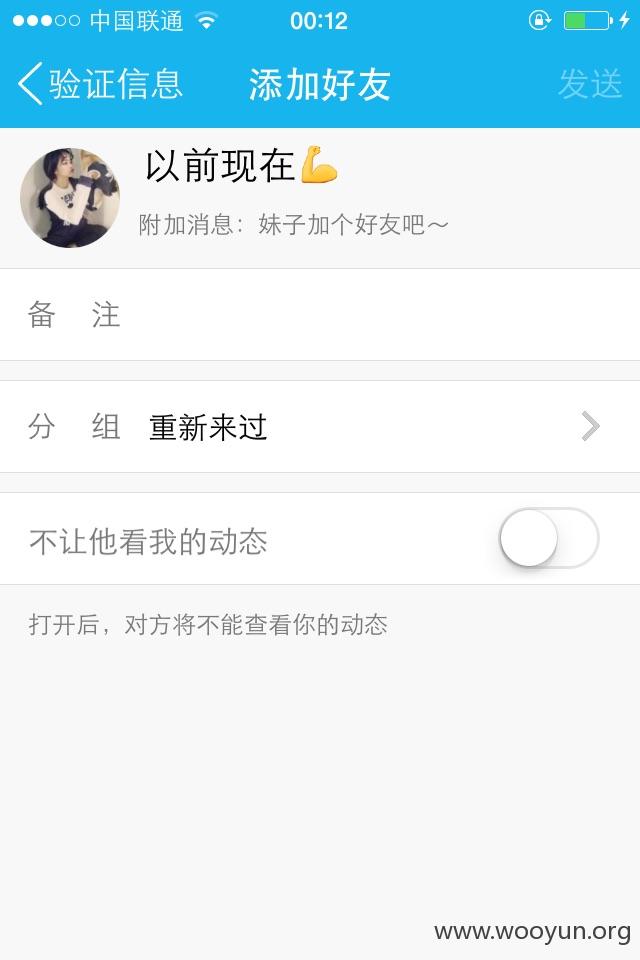 中国联通 00:12
验证信息 添加好友 发送
以前现在💪
附加消息：妹子加个好友吧～
备 注
分 组 重新来过
不让他看我的动态
打开后，对方将不能查看你的动态
www.wooyun.org